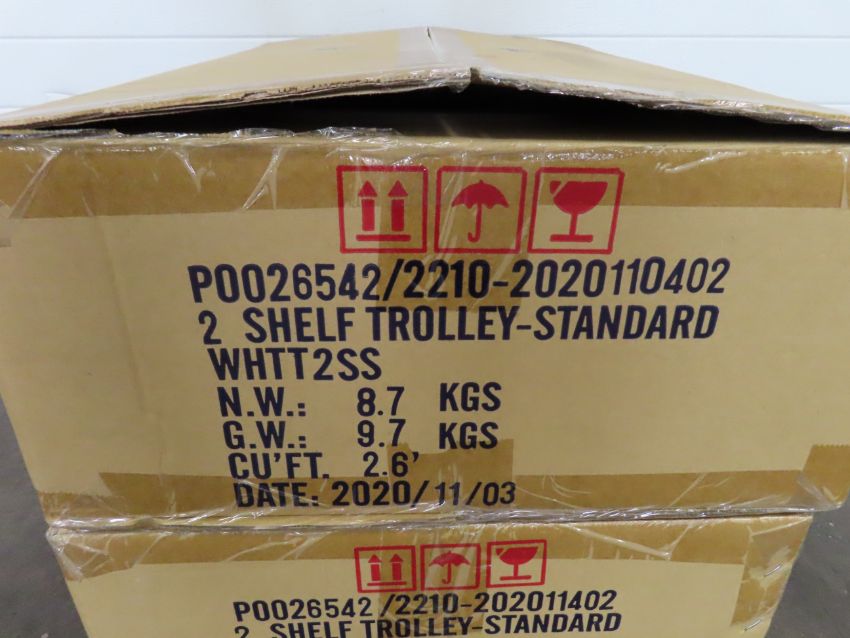 P0026542/2210-2020110402
2 SHELF TROLLEY-STANDARD
WHTT2SS
N.W.: 8.7 KGS
G.W.: 9.7 KGS
CU'FT. 2.6'
DATE: 2020/11/03
P0026542/2210-202011402
2 SHELF TROLLEY-STANDARD